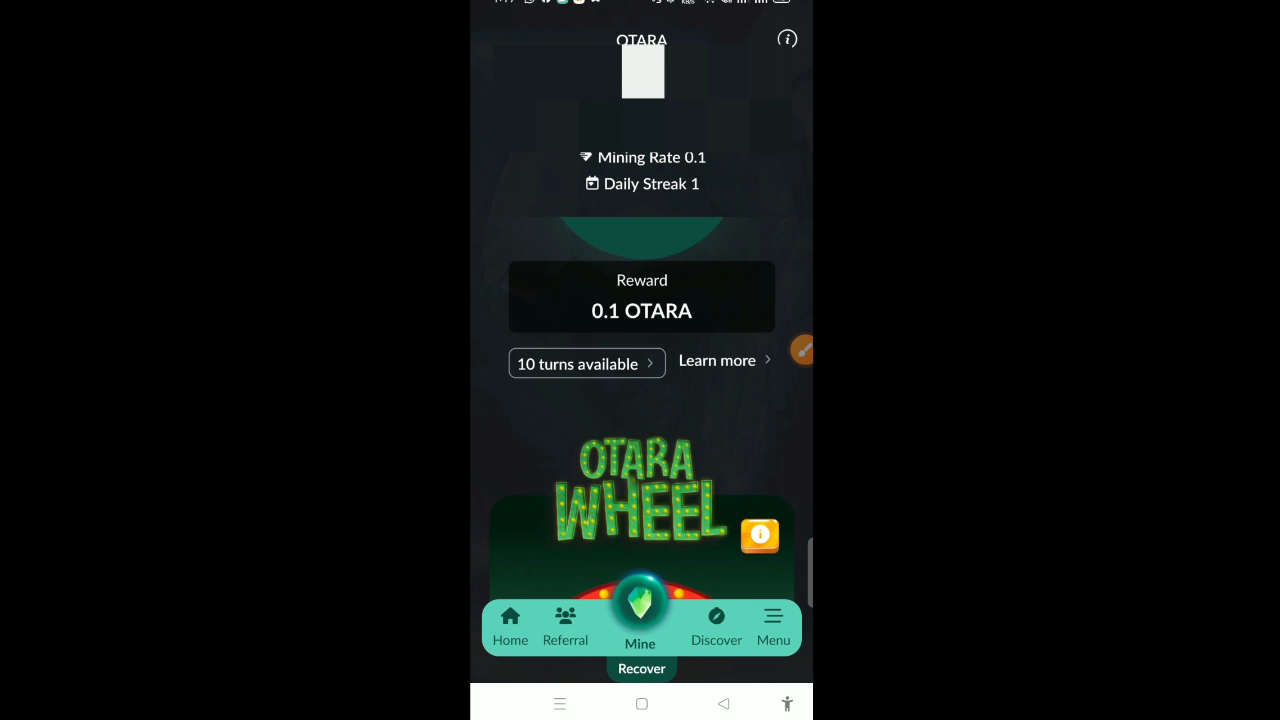 OTARA
Mining Rate 0.1
Daily Streak 1
Reward
0.1 OTARA
10 turns available
Learn more
OTARA
WHEEL
Home
Referral
Mine
Discover
Menu
Recover